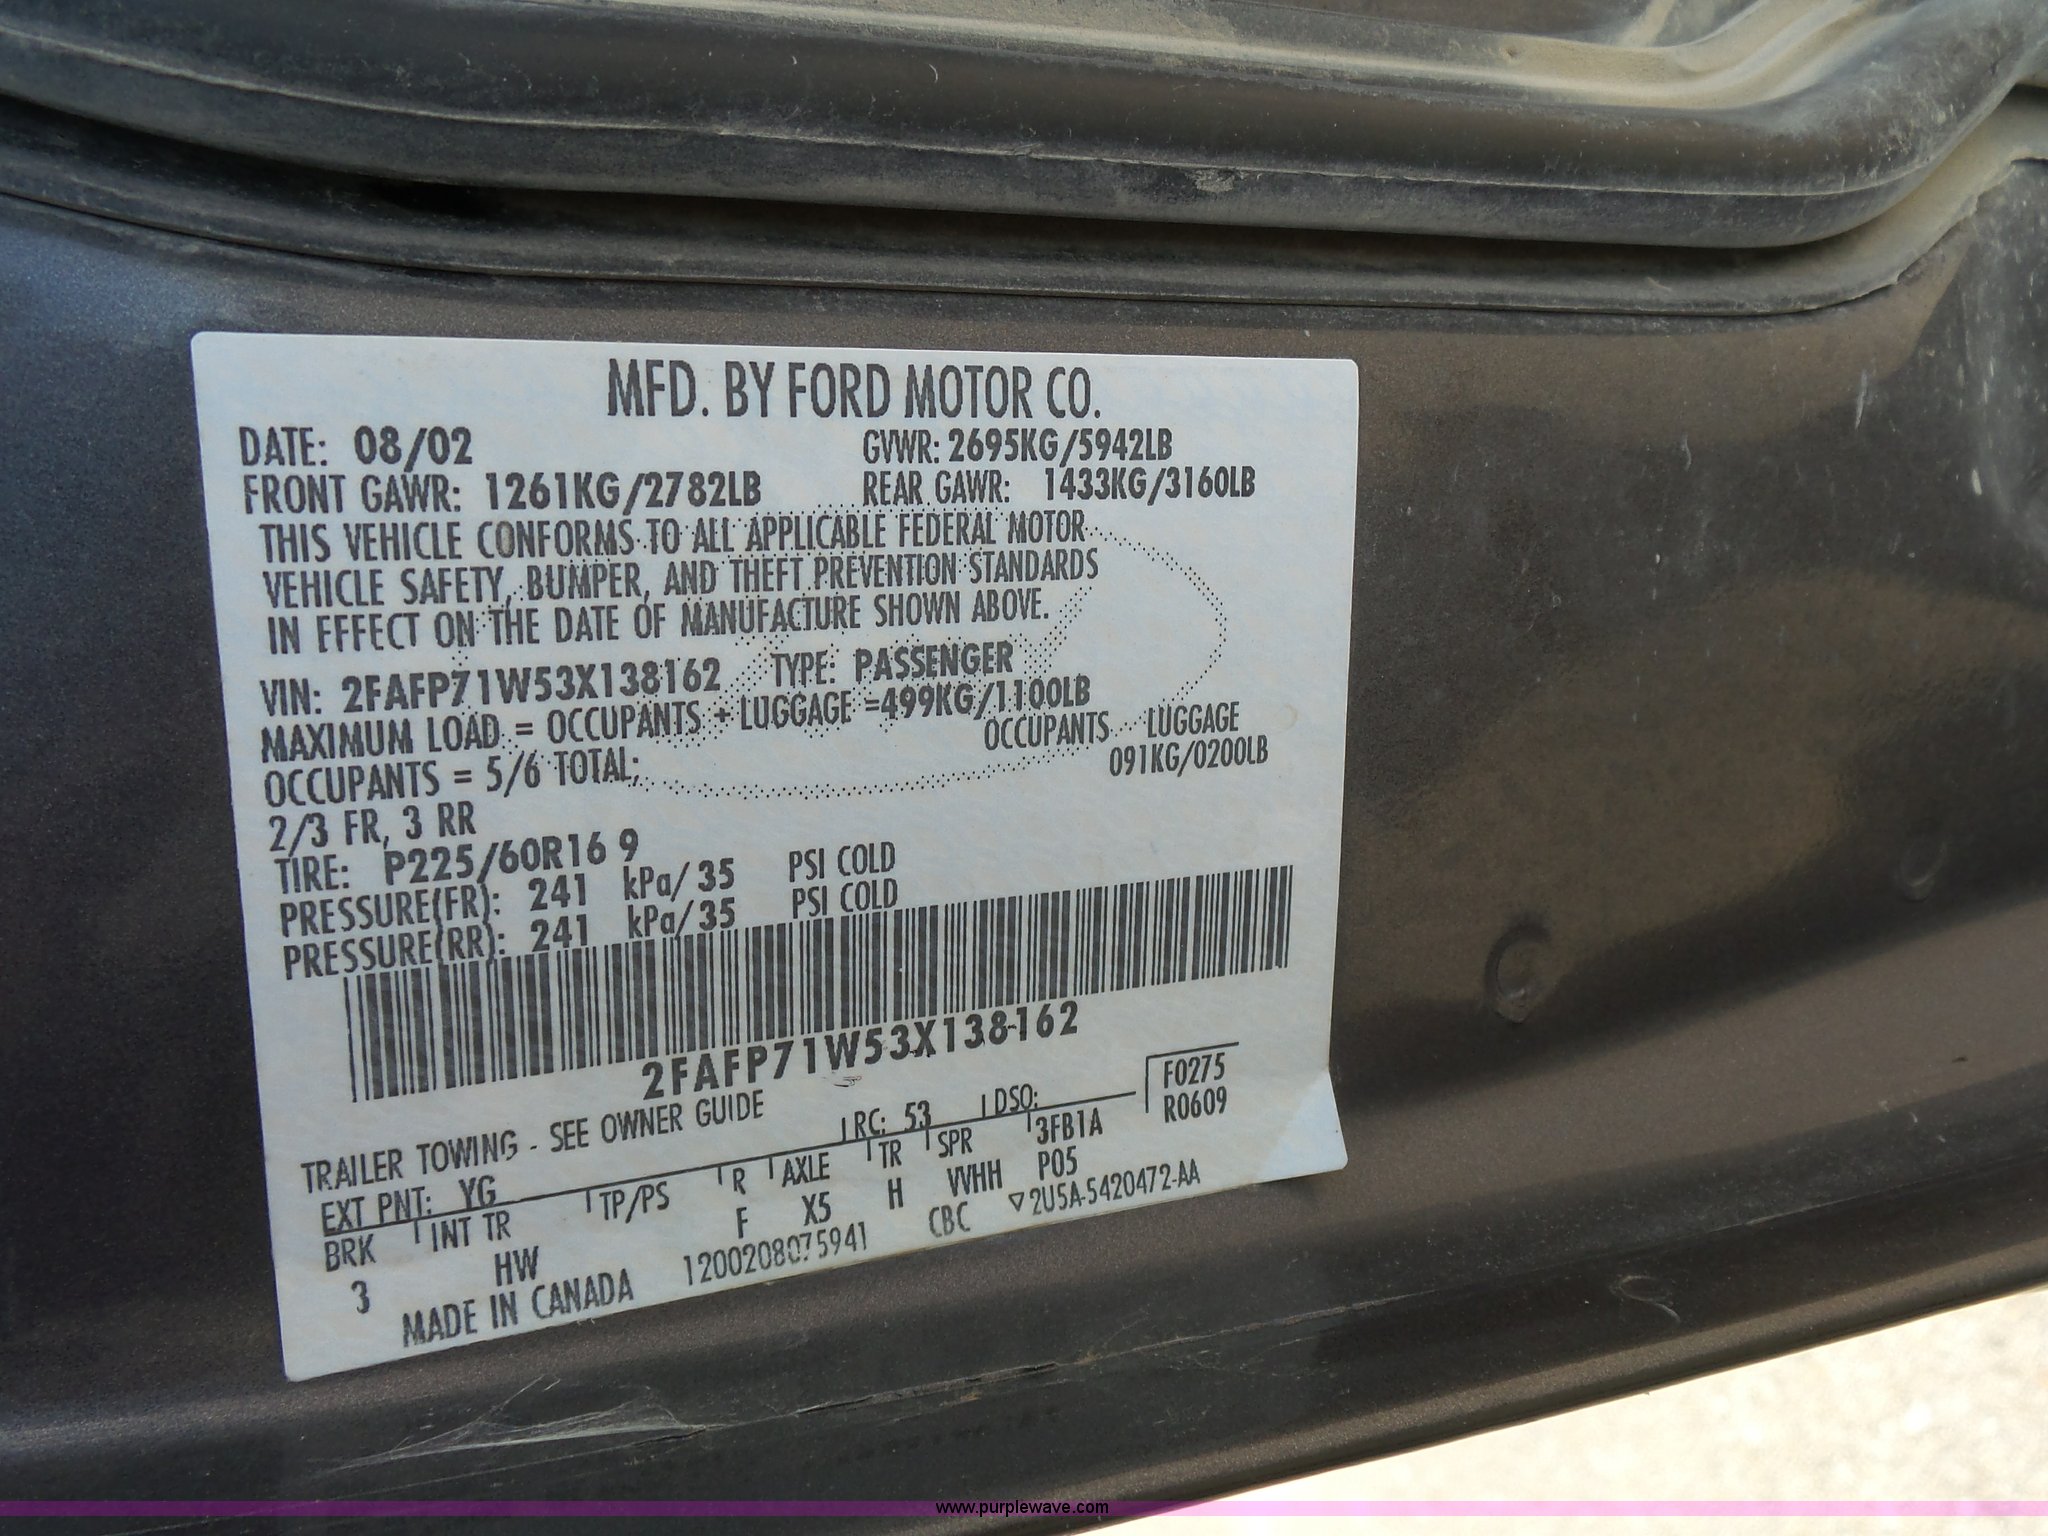 MFD. BY FORD MOTOR CO.
DATE: 08/02 GVWR: 2695KG/5942LB
FRONT GAWR: 1261KG/2782LB REAR GAWR: 1433KG/3160LB
THIS VEHICLE CONFORMS TO ALL APPLICABLE FEDERAL MOTOR
VEHICLE SAFETY, BUMPER, AND THEFT PREVENTION STANDARDS
IN EFFECT ON THE DATE OF MANUFACTURE SHOWN ABOVE.
VIN: 2FAFP71W53X138162 TYPE: PASSENGER
MAXIMUM LOAD = OCCUPANTS + LUGGAGE =499KG/1100LB
OCCUPANTS = 5/6 TOTAL; OCCUPANTS LUGGAGE
2/3 FR, 3 RR 091KG/0200LB
TIRE: P225/60R16 9
PRESSURE(FR): 241 kPa/ 35 PSI COLD
PRESSURE(RR): 241 kPa/ 35 PSI COLD
2FAFP71W53X138162
TRAILER TOWING - SEE OWNER GUIDE
EXT PNT: YG RC: 53 DSO: F0275
BRK INT TR TP/PS R AXLE TR SPR 3FB1A R0609
3 HW F X5 H VVHH P05
MADE IN CANADA 1200208075941 CBC ▽2U5A-5420472-AA
www.purplewave.com